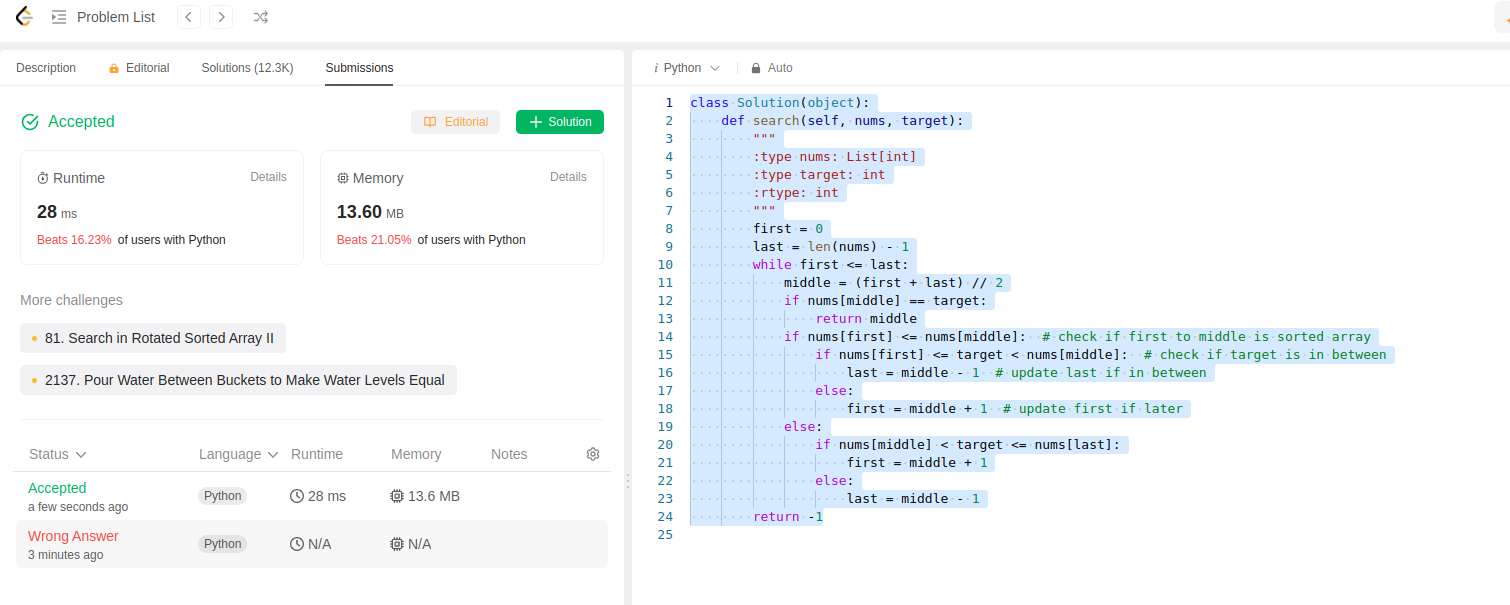 Problem List
Description Editorial Solutions (12.3K) Submissions
Accepted Editorial Solution
Runtime Details
28 ms
Beats 16.23% of users with Python
Memory Details
13.60 MB
Beats 21.05% of users with Python
More challenges
81. Search in Rotated Sorted Array II
2137. Pour Water Between Buckets to Make Water Levels Equal
Status Language Runtime Memory Notes
Accepted
a few seconds ago
Python 28 ms 13.6 MB
Wrong Answer
3 minutes ago
Python N/A N/A
i Python Auto
1 class Solution(object):
2     def search(self, nums, target):
3         """
4         :type nums: List[int]
5         :type target: int
6         :rtype: int
7         """
8         first = 0
9         last = len(nums) - 1
10         while first <= last:
11             middle = (first + last) // 2
12             if nums[middle] == target:
13                 return middle
14             if nums[first] <= nums[middle]:  # check if first to middle is sorted array
15                 if nums[first] <= target < nums[middle]:  # check if target is in between
16                     last = middle - 1  # update last if in between
17                 else:
18                     first = middle + 1  # update first if later
19             else:
20                 if nums[middle] < target <= nums[last]:
21                     first = middle + 1
22                 else:
23                     last = middle - 1
24         return -1
25